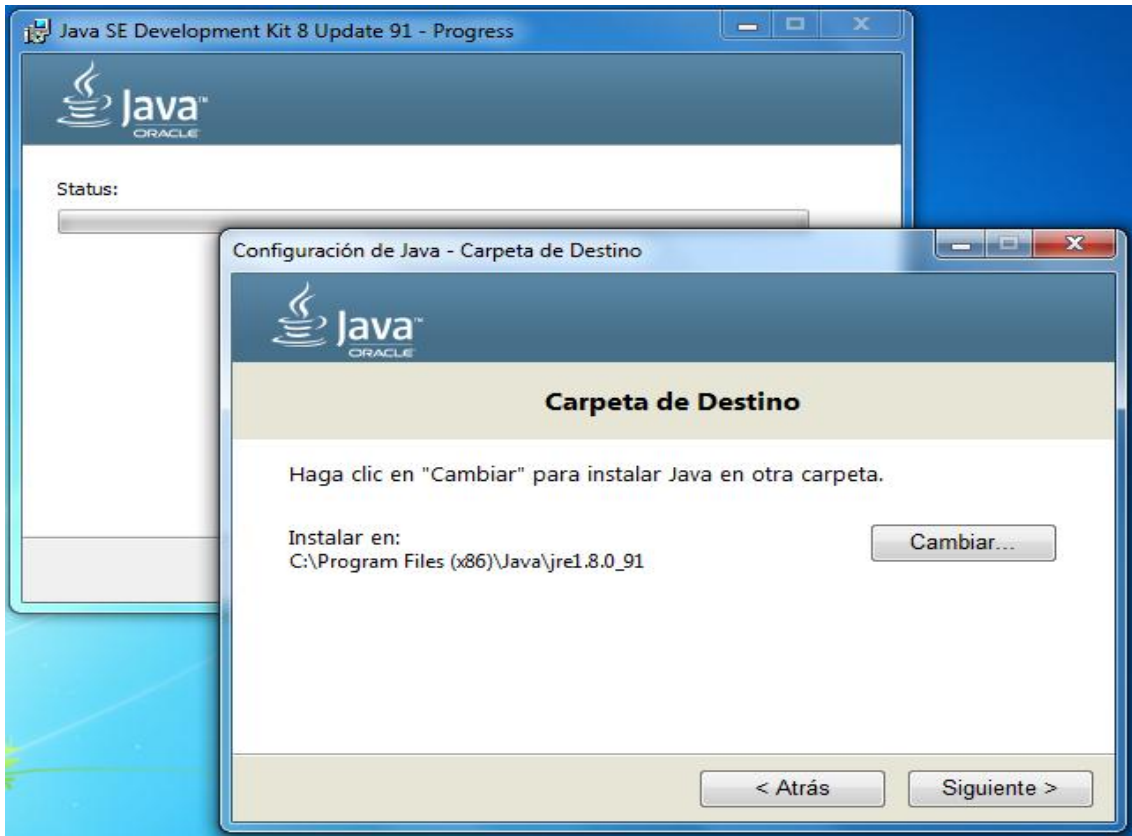 Java SE Development Kit 8 Update 91 - Progress
Java™
ORACLE
Status:
Configuración de Java - Carpeta de Destino
Java™
ORACLE
Carpeta de Destino
Haga clic en "Cambiar" para instalar Java en otra carpeta.
Instalar en:
C:\Program Files (x86)\Java\jre1.8.0_91
Cambiar...
< Atrás
Siguiente >